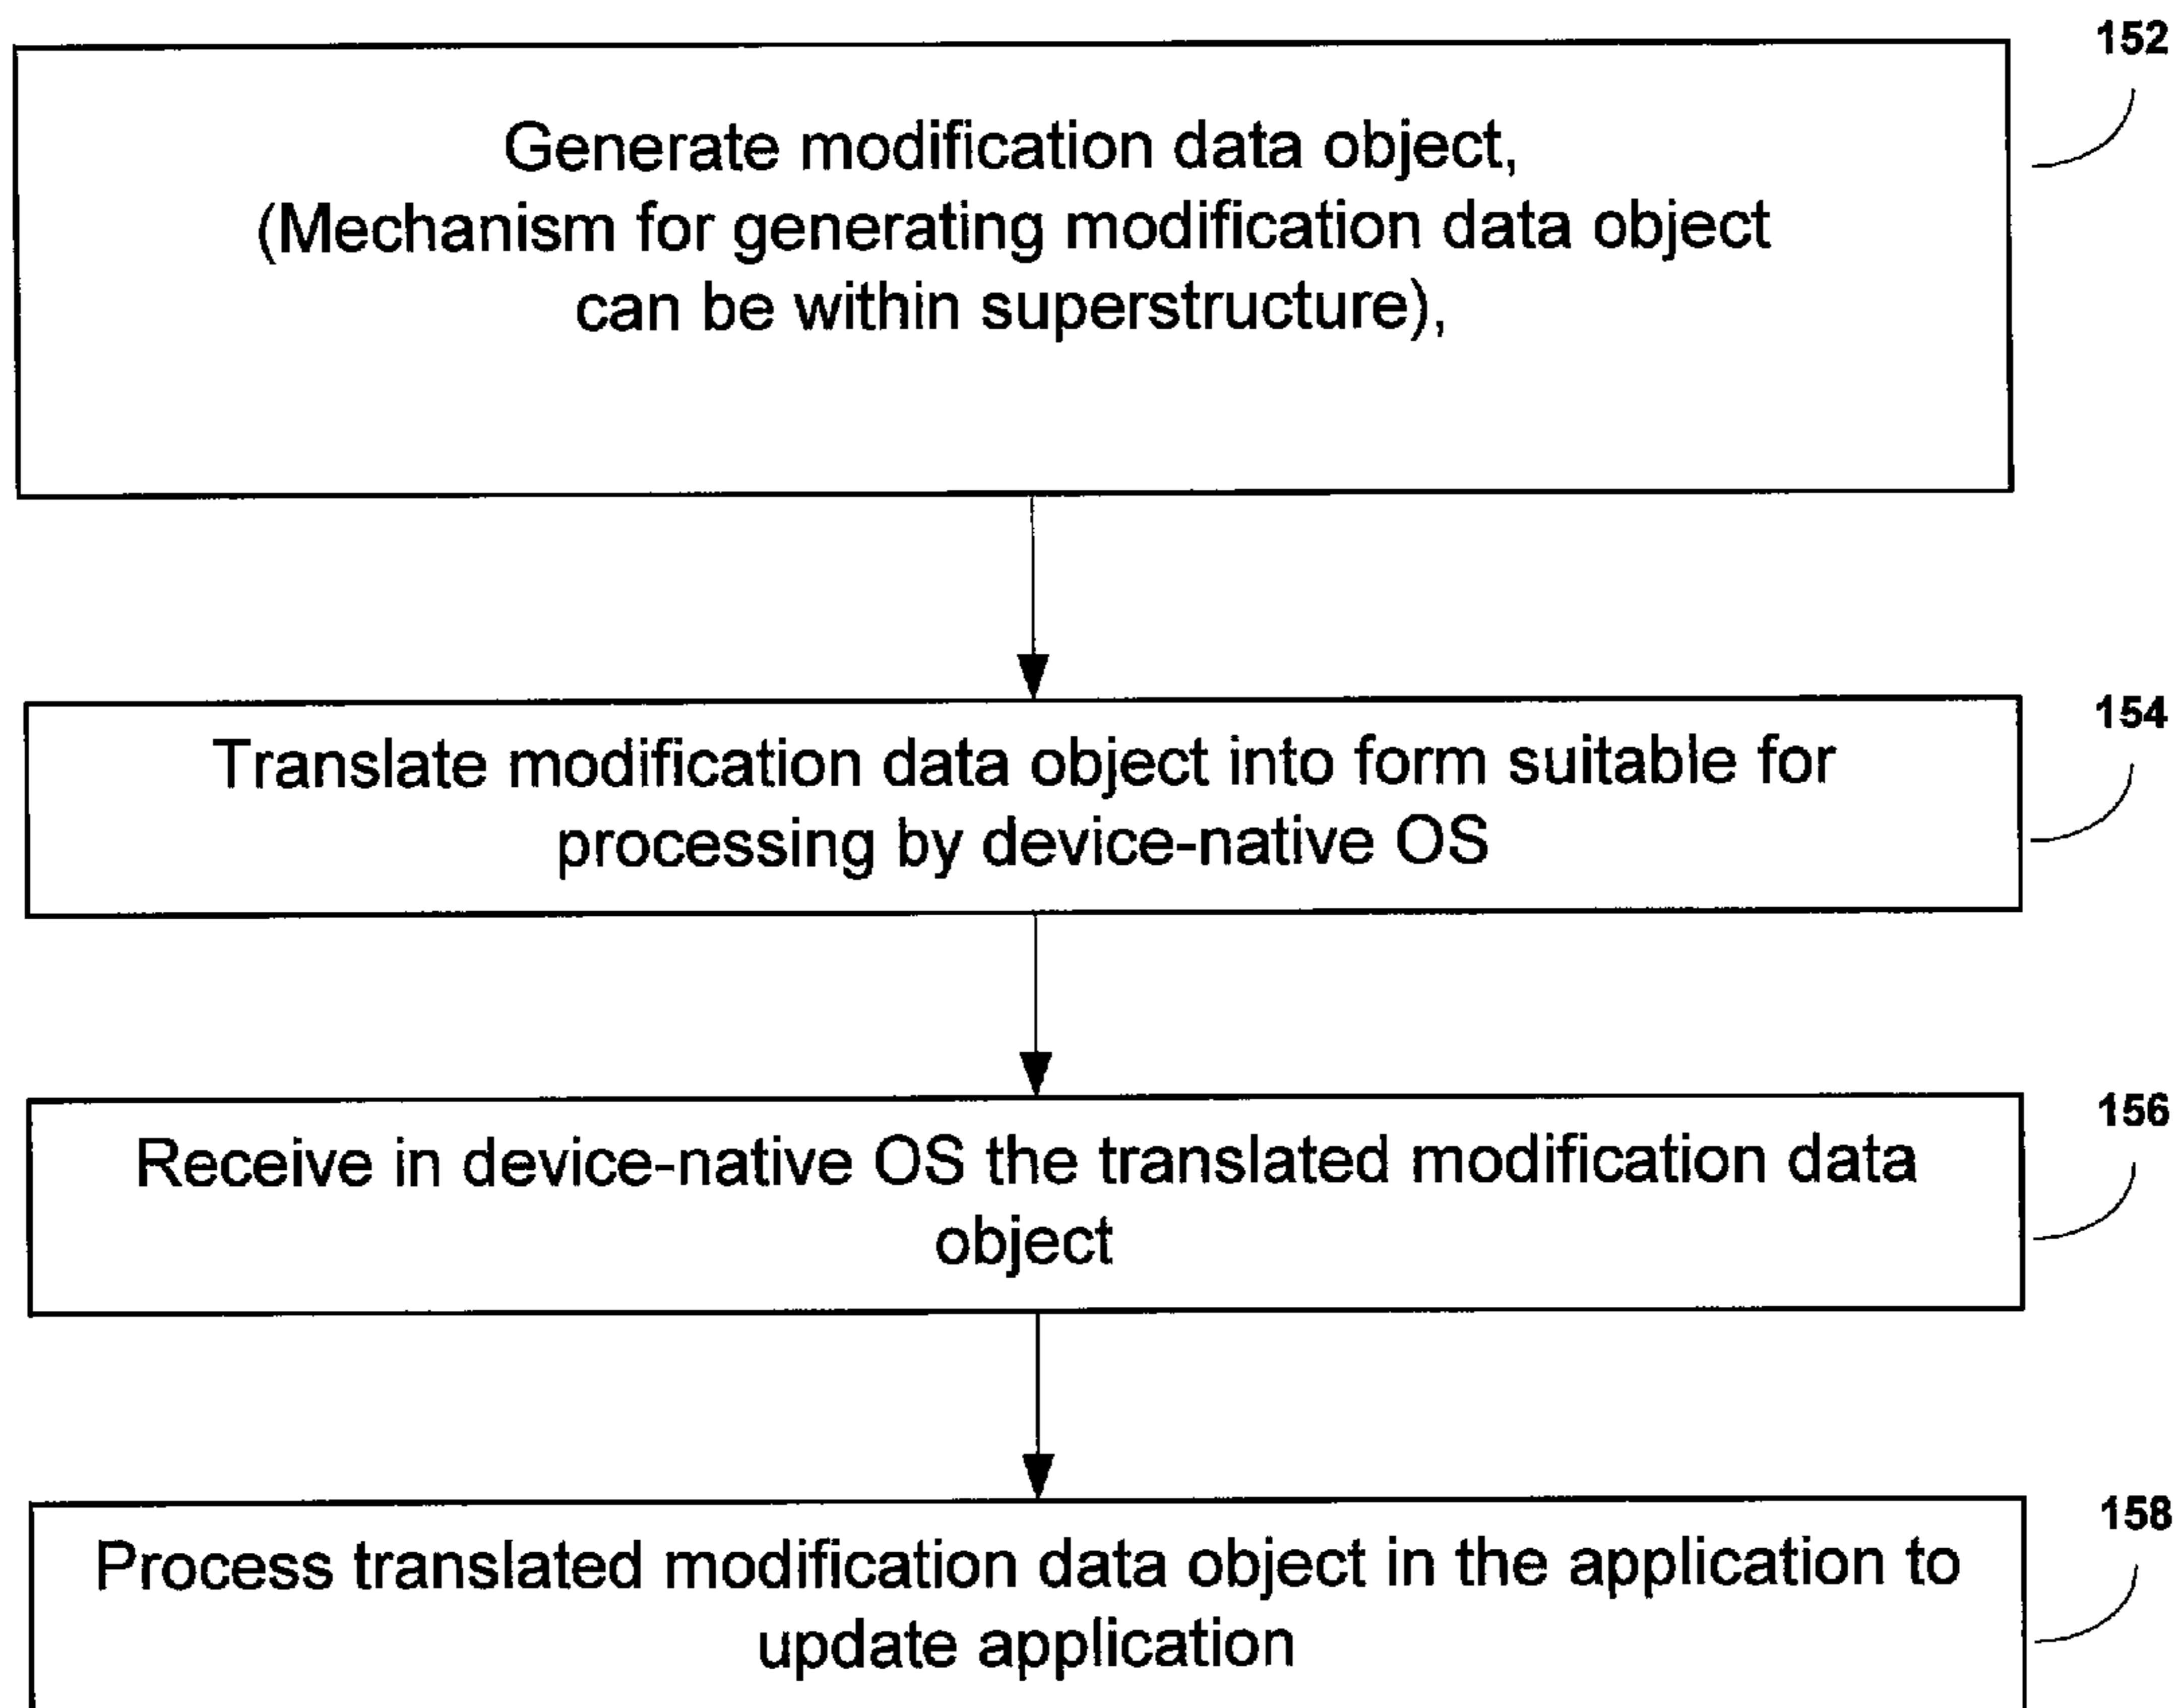 152
Generate modification data object,
(Mechanism for generating modification data object
can be within superstructure),
154
Translate modification data object into form suitable for
processing by device-native OS
156
Receive in device-native OS the translated modification data
object
158
Process translated modification data object in the application to
update application